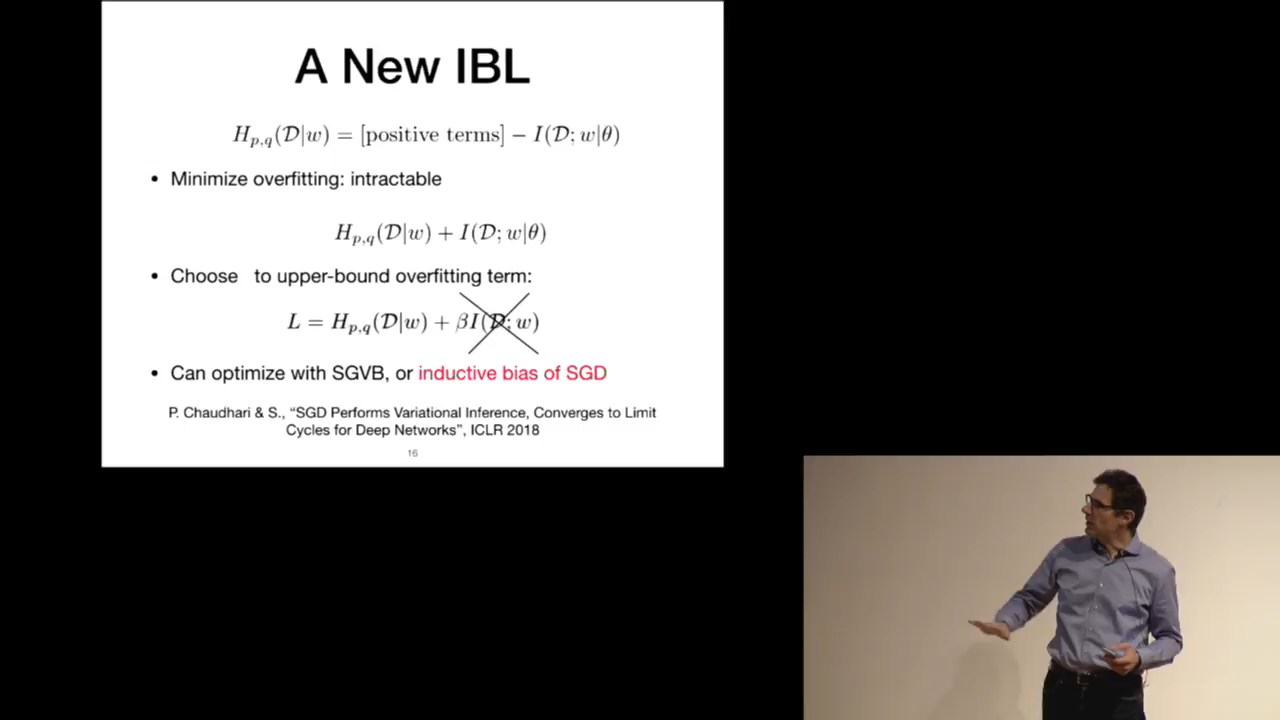 A New IBL
H_{p,q}(𝒟|w) = [positive terms] − I(𝒟; w|θ)
• Minimize overfitting: intractable
H_{p,q}(𝒟|w) + I(𝒟; w|θ)
• Choose to upper-bound overfitting term:
L = H_{p,q}(𝒟|w) + βI(𝒟; w)
• Can optimize with SGVB, or inductive bias of SGD
P. Chaudhari & S., “SGD Performs Variational Inference, Converges to Limit
Cycles for Deep Networks”, ICLR 2018
16